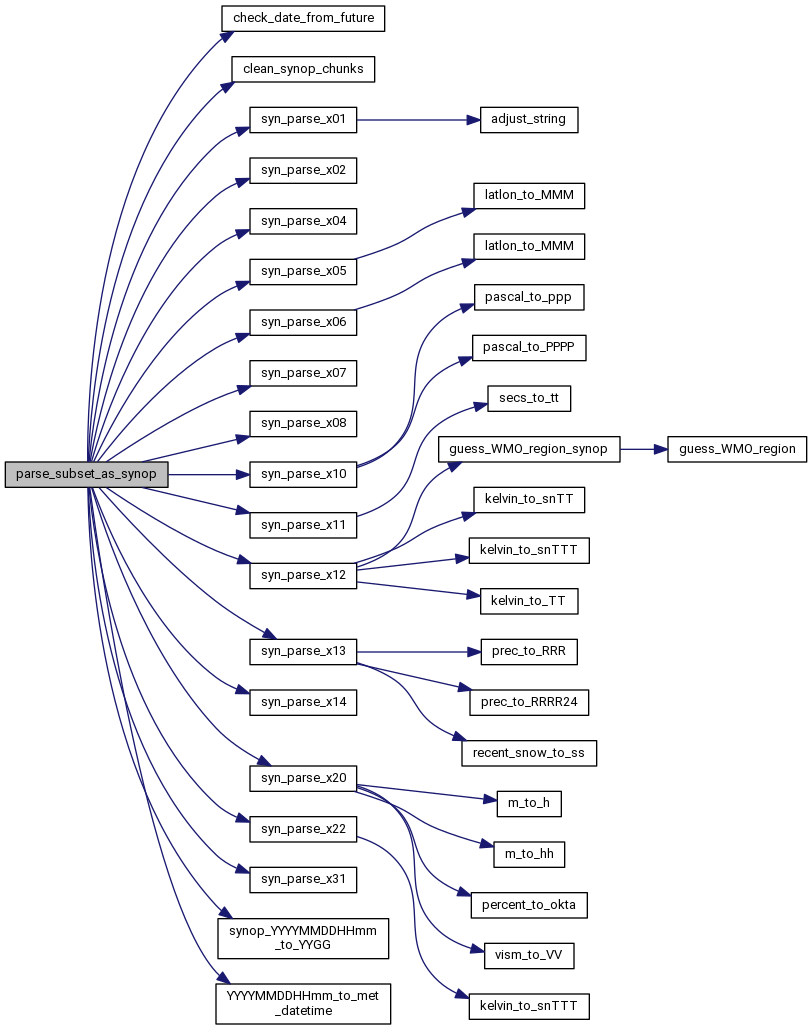 check_date_from_future
clean_synop_chunks
syn_parse_x01
adjust_string
syn_parse_x02
latlon_to_MMM
syn_parse_x04
latlon_to_MMM
syn_parse_x05
pascal_to_ppp
syn_parse_x06
pascal_to_PPPP
syn_parse_x07
secs_to_tt
syn_parse_x08
guess_WMO_region_synop
guess_WMO_region
parse_subset_as_synop
syn_parse_x10
kelvin_to_snTT
syn_parse_x11
kelvin_to_snTTT
syn_parse_x12
kelvin_to_TT
syn_parse_x13
prec_to_RRR
syn_parse_x14
prec_to_RRRR24
recent_snow_to_ss
syn_parse_x20
m_to_h
syn_parse_x22
m_to_hh
syn_parse_x31
percent_to_okta
synop_YYYYMMDDHHmm
_to_YYGG
vism_to_VV
YYYYMMDDHHmm_to_met
_datetime
kelvin_to_snTTT